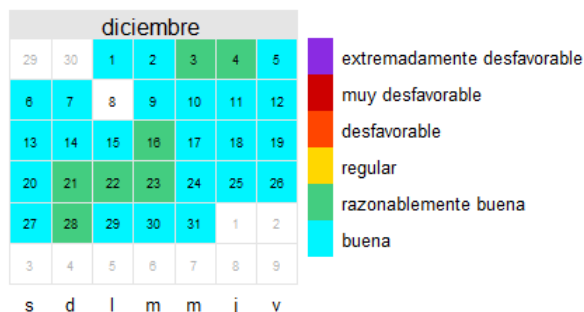 diciembre
29 30 1 2 3 4 5
6 7 8 9 10 11 12
13 14 15 16 17 18 19
20 21 22 23 24 25 26
27 28 29 30 31 1 2
3 4 5 6 7 8 9
s d l m m j v
extremadamente desfavorable
muy desfavorable
desfavorable
regular
razonablemente buena
buena